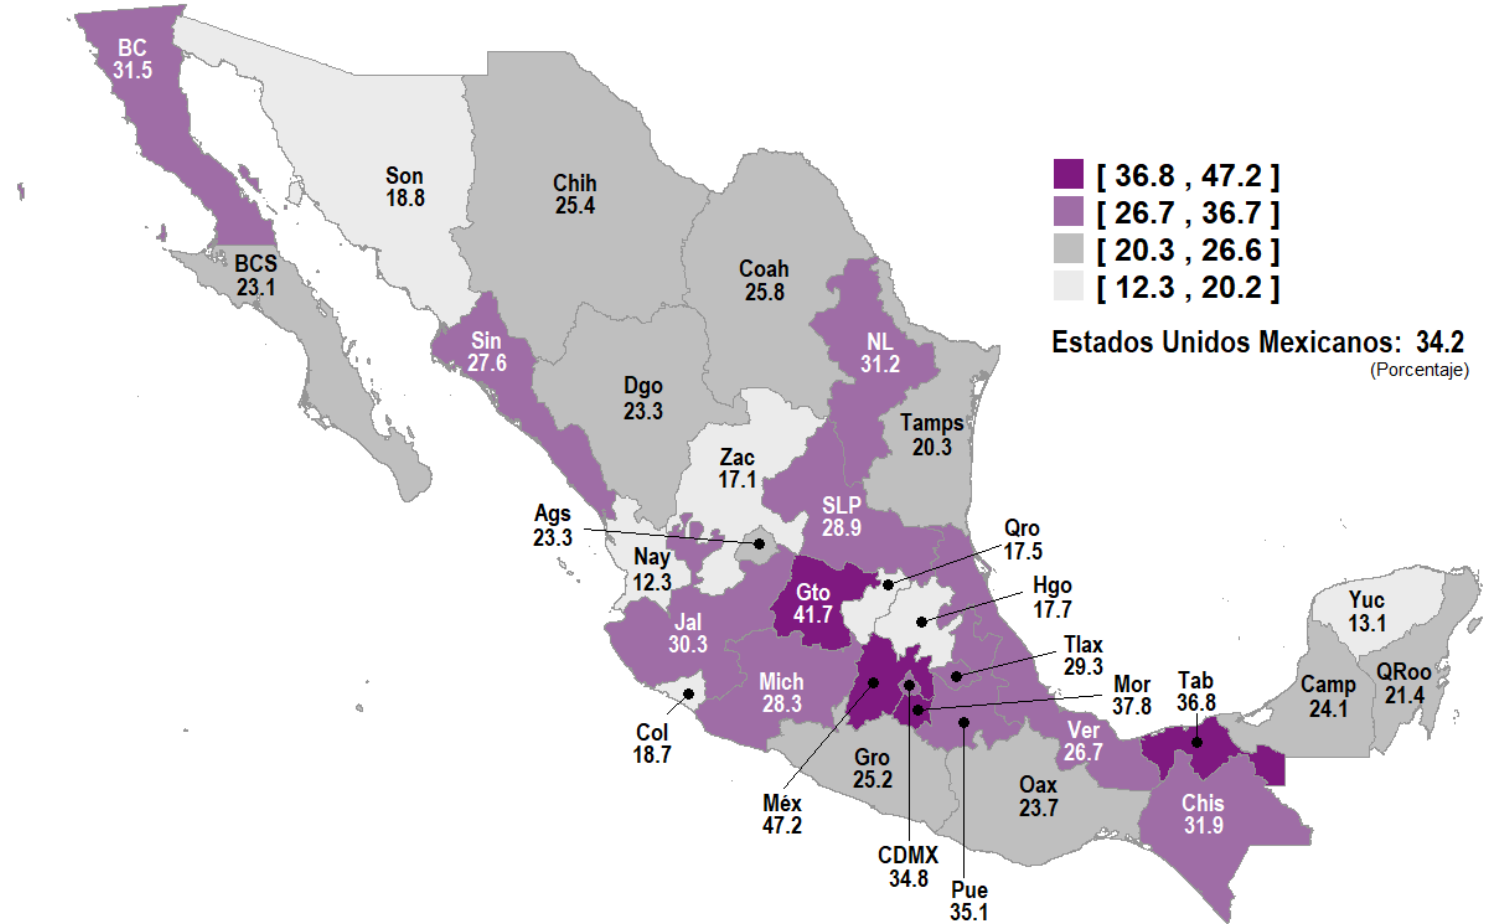 BC
31.5
Son
18.8
Chih
25.4
BCS
23.1
Coah
25.8
Sin
27.6
NL
31.2
Dgo
23.3
Tamps
20.3
Zac
17.1
SLP
28.9
Ags
23.3
Nay
12.3
Gto
41.7
Qro
17.5
Hgo
17.7
Jal
30.3
Tlax
29.3
Mich
28.3
Mor
37.8
Tab
36.8
Yuc
13.1
Camp
24.1
QRoo
21.4
Col
18.7
Ver
26.7
Gro
25.2
Oax
23.7
Méx
47.2
Chis
31.9
CDMX
34.8
Pue
35.1
[ 36.8 , 47.2 ]
[ 26.7 , 36.7 ]
[ 20.3 , 26.6 ]
[ 12.3 , 20.2 ]
Estados Unidos Mexicanos: 34.2
(Porcentaje)